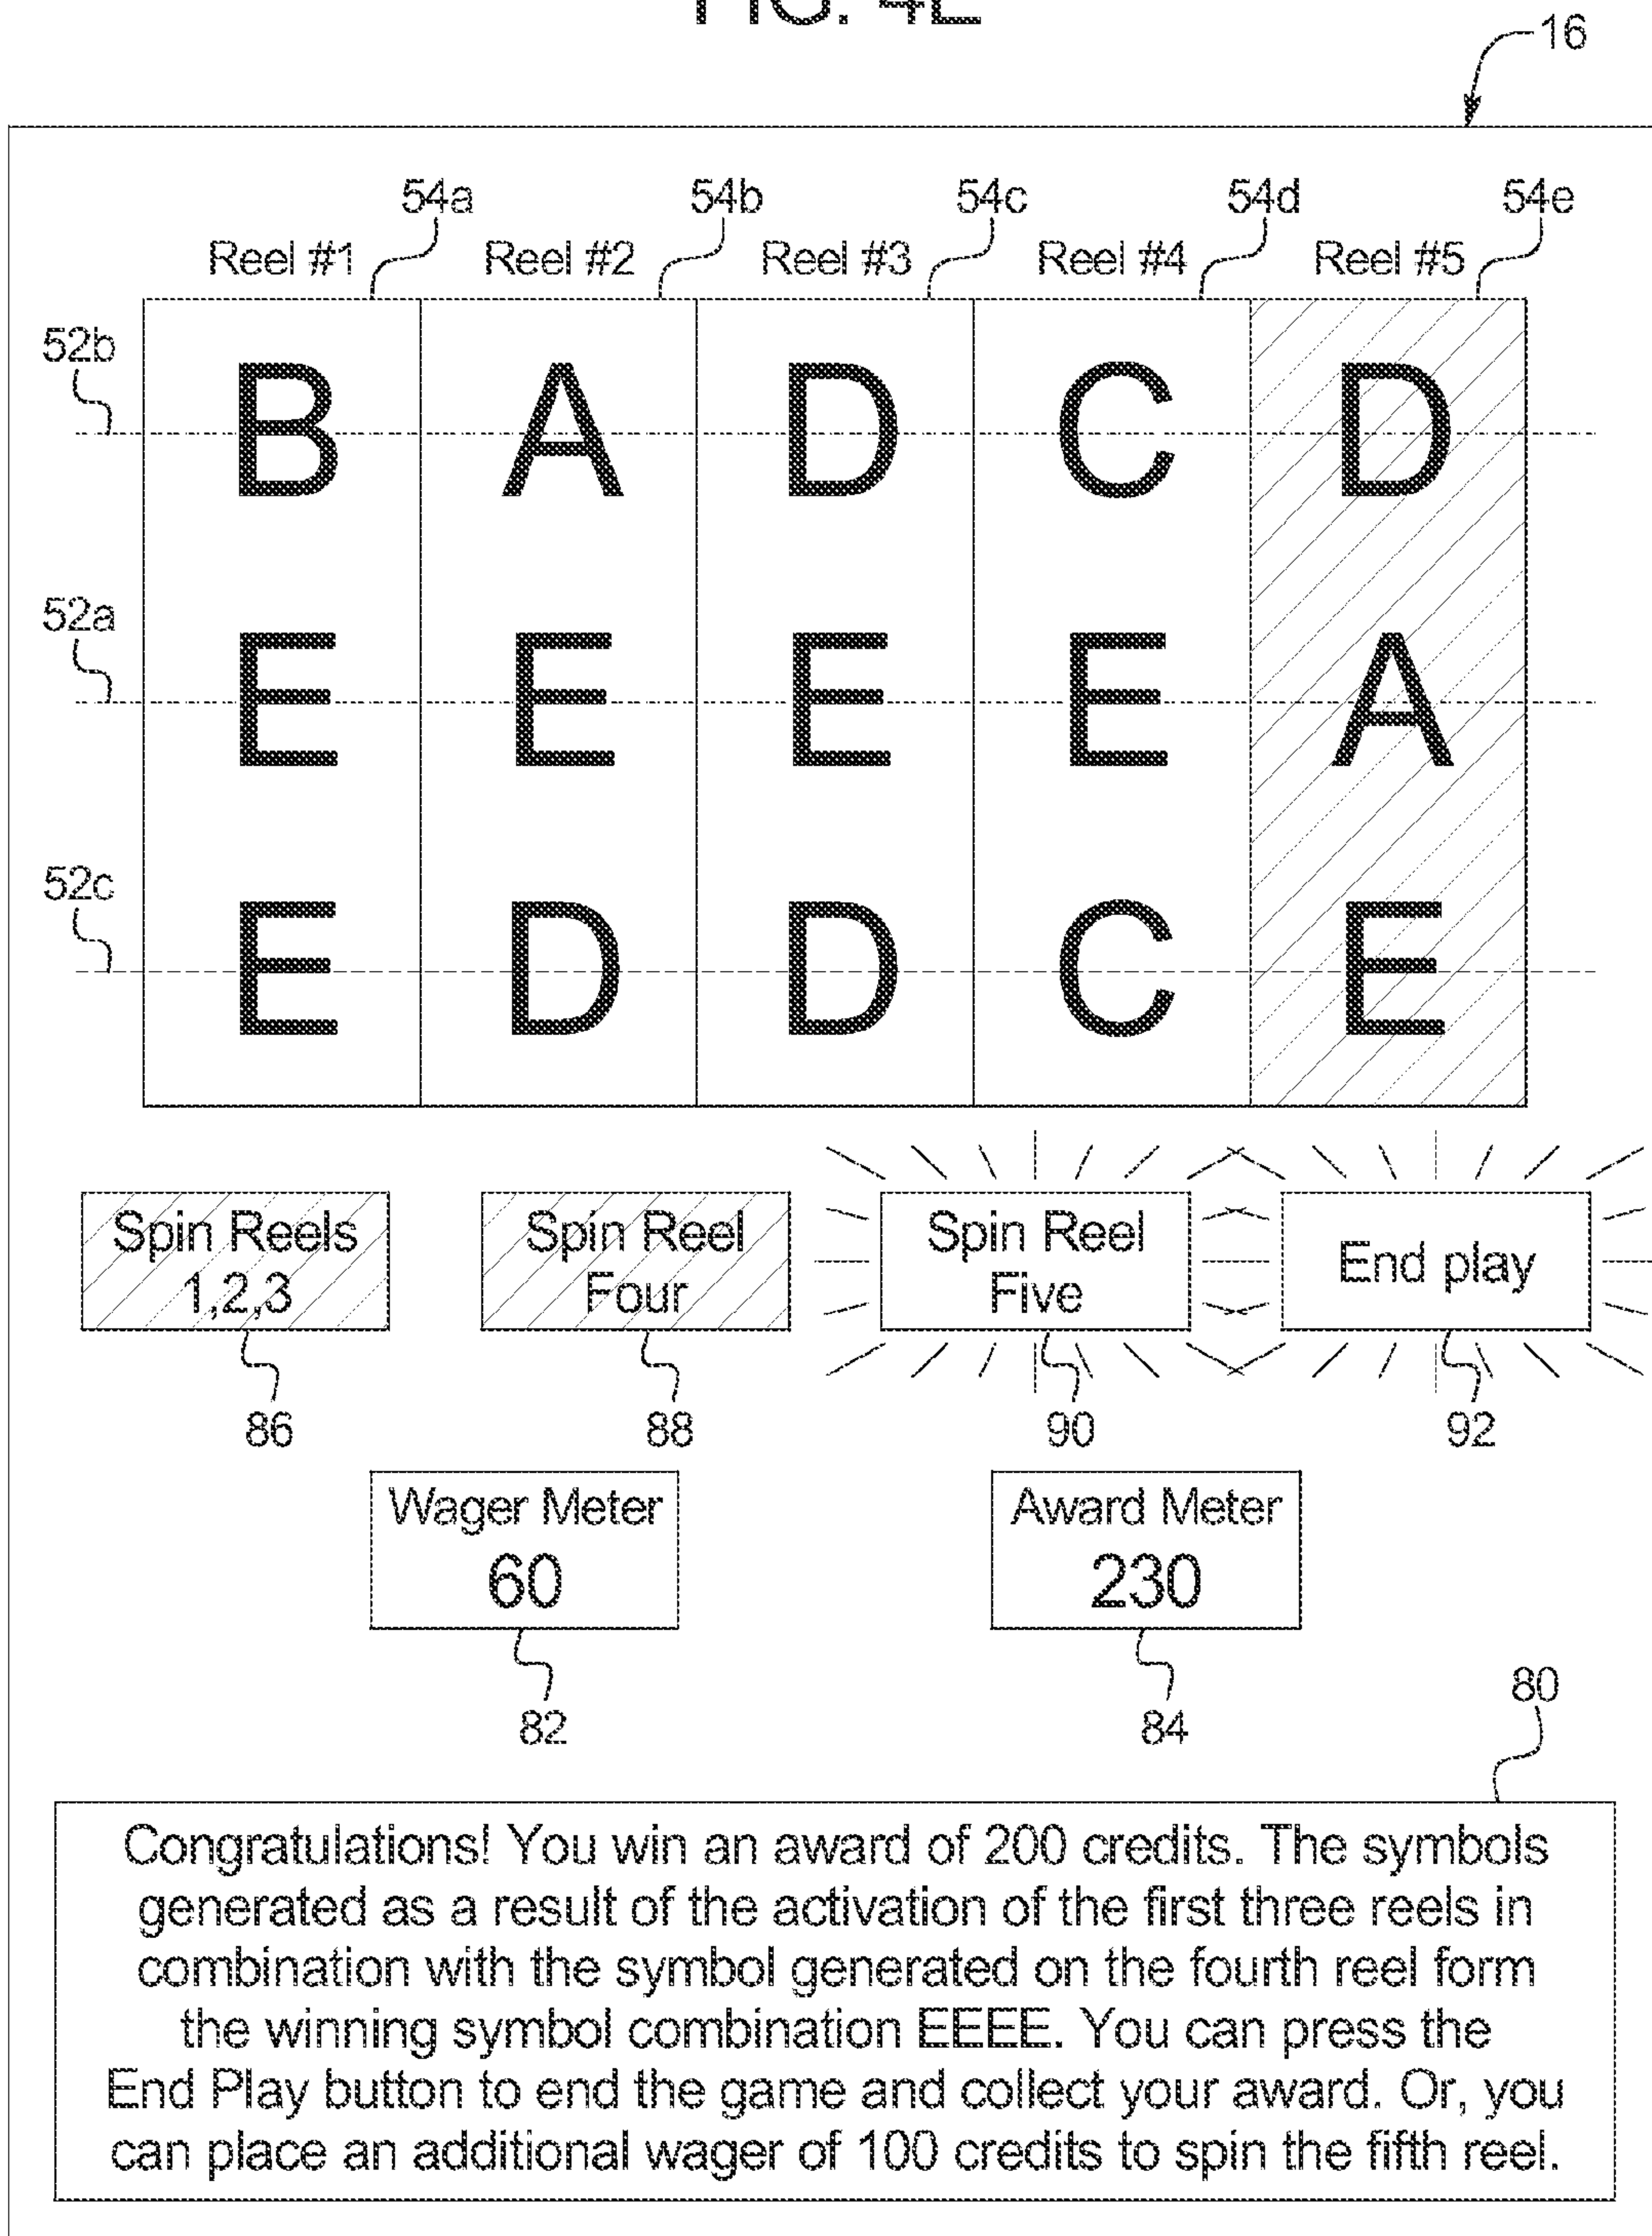 FIG. 4E
16
54a 54b 54c 54d 54e
Reel #1 Reel #2 Reel #3 Reel #4 Reel #5
52b B A D C D
52a E E E E A
52c E D D C E
Spin Reels Spin Reel Spin Reel End play
1,2,3 Four Five
86 88 90 92
Wager Meter Award Meter
60 230
82 84
80
Congratulations! You win an award of 200 credits. The symbols
generated as a result of the activation of the first three reels in
combination with the symbol generated on the fourth reel form
the winning symbol combination EEEE. You can press the
End Play button to end the game and collect your award. Or, you
can place an additional wager of 100 credits to spin the fifth reel.